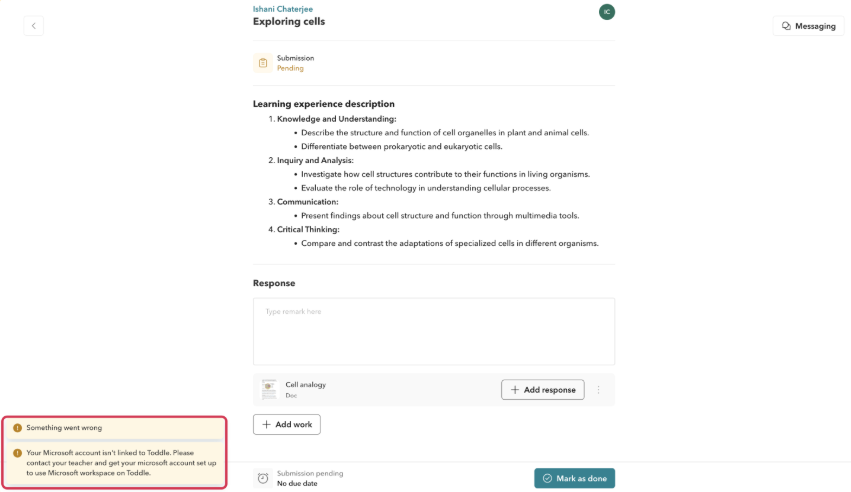 Ishani Chaterjee
Exploring cells
IC
Messaging
Submission
Pending
Learning experience description
1. Knowledge and Understanding:
• Describe the structure and function of cell organelles in plant and animal cells.
• Differentiate between prokaryotic and eukaryotic cells.
2. Inquiry and Analysis:
• Investigate how cell structures contribute to their functions in living organisms.
• Evaluate the role of technology in understanding cellular processes.
3. Communication:
• Present findings about cell structure and function through multimedia tools.
4. Critical Thinking:
• Compare and contrast the adaptations of specialized cells in different organisms.
Response
Type remark here
Cell analogy
Doc
Add response
Add work
Something went wrong
Your Microsoft account isn't linked to Toddle. Please
contact your teacher and get your microsoft account set up
to use Microsoft workspace on Toddle.
Submission pending
No due date
Mark as done